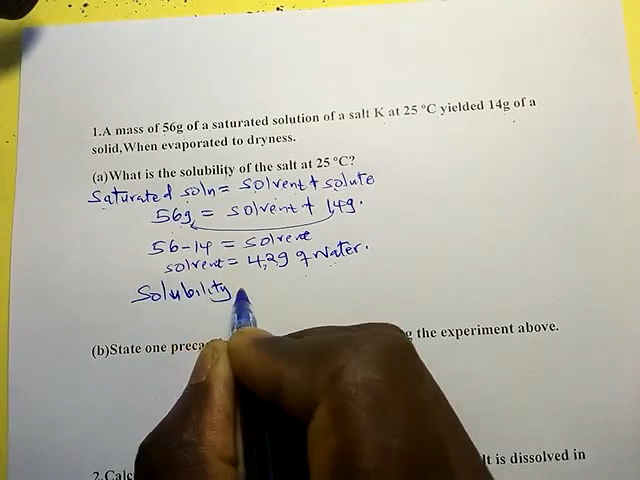 1.A mass of 56g of a saturated solution of a salt K at 25 °C yielded 14g of a
solid,When evaporated to dryness.
(a)What is the solubility of the salt at 25 °C?
Saturated soln = solvent + solute
56g = solvent + 14g.
56-14 = solvent
solvent = 42g of water.
Solubility
(b)State one the experiment above.
2. is dissolved in